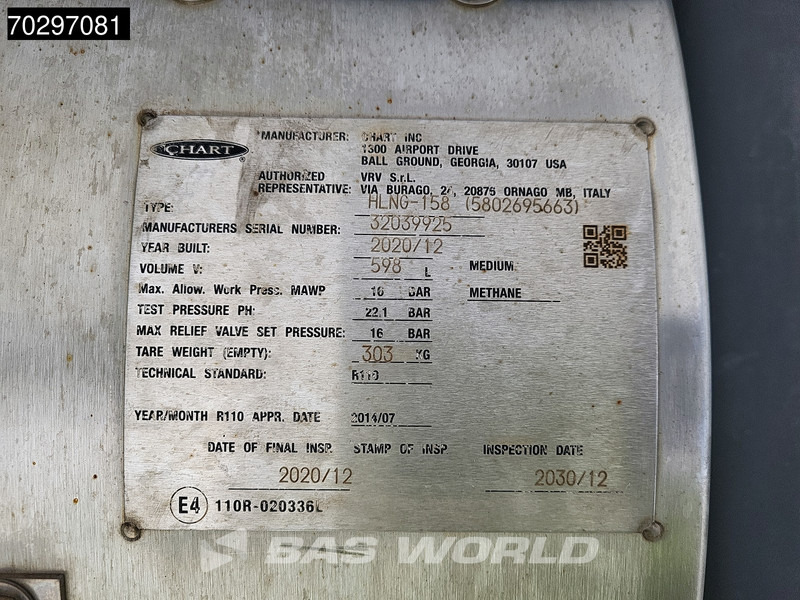 70297081
CHART
MANUFACTURER: CHART INC
1300 AIRPORT DRIVE
BALL GROUND, GEORGIA, 30107 USA
AUTHORIZED REPRESENTATIVE: VRV S.r.L.
VIA BURAGO, 24, 20876 ORNAGO MB, ITALY
TYPE: HLNG-158 (5802695663)
MANUFACTURERS SERIAL NUMBER: 32039925
YEAR BUILT: 2020/12
VOLUME V: 598 L MEDIUM:
Max. Allow. Work Press. MAWP 16 BAR METHANE
TEST PRESSURE PH: 22,1 BAR
MAX RELIEF VALVE SET PRESSURE: 16 BAR
TARE WEIGHT (EMPTY): 303 KG
TECHNICAL STANDARD: R110
YEAR/MONTH R110 APPR. DATE 2014/07
DATE OF FINAL INSP. STAMP OF INSP INSPECTION DATE
2020/12 2030/12
E4 110R-020336L
BAS WORLD